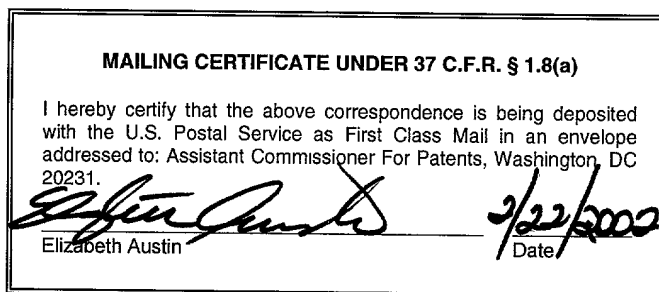 MAILING CERTIFICATE UNDER 37 C.F.R. § 1.8(a)
I hereby certify that the above correspondence is being deposited
with the U.S. Postal Service as First Class Mail in an envelope
addressed to: Assistant Commissioner For Patents, Washington, DC
20231.
Elizabeth Austin 2/22/2002
Elizabeth Austin Date